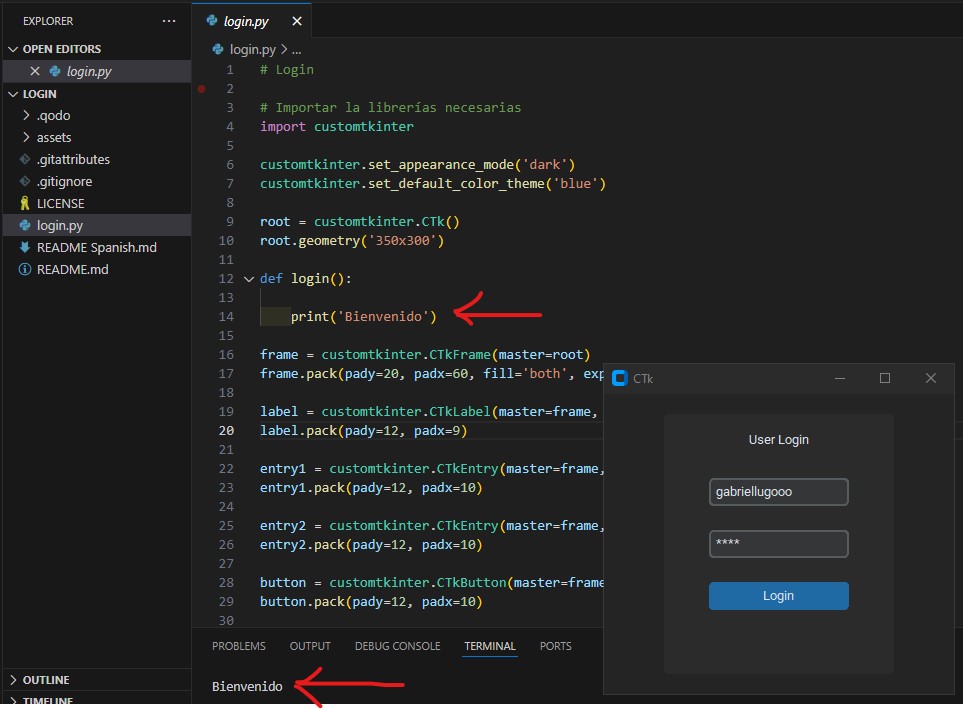 EXPLORER
···
OPEN EDITORS
login.py
LOGIN
.qodo
assets
.gitattributes
.gitignore
LICENSE
login.py
README Spanish.md
README.md
OUTLINE
TIMELINE
login.py
login.py > ...
1 # Login
2
3 # Importar la librerías necesarias
4 import customtkinter
5
6 customtkinter.set_appearance_mode('dark')
7 customtkinter.set_default_color_theme('blue')
8
9 root = customtkinter.CTk()
10 root.geometry('350x300')
11
12 def login():
13
14 print('Bienvenido')
15
16 frame = customtkinter.CTkFrame(master=root)
17 frame.pack(pady=20, padx=60, fill='both', exp
18
19 label = customtkinter.CTkLabel(master=frame,
20 label.pack(pady=12, padx=9)
21
22 entry1 = customtkinter.CTkEntry(master=frame,
23 entry1.pack(pady=12, padx=10)
24
25 entry2 = customtkinter.CTkEntry(master=frame,
26 entry2.pack(pady=12, padx=10)
27
28 button = customtkinter.CTkButton(master=frame
29 button.pack(pady=12, padx=10)
30
PROBLEMS OUTPUT DEBUG CONSOLE TERMINAL PORTS
Bienvenido
CTk
User Login
gabriellugooo
****
Login